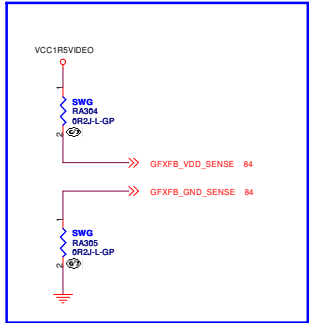 VCC1R5VIDEO
1
SWG
RA304
0R2J-L-GP
2
GFXFB_VDD_SENSE 84
GFXFB_GND_SENSE 84
1
SWG
RA305
0R2J-L-GP
2